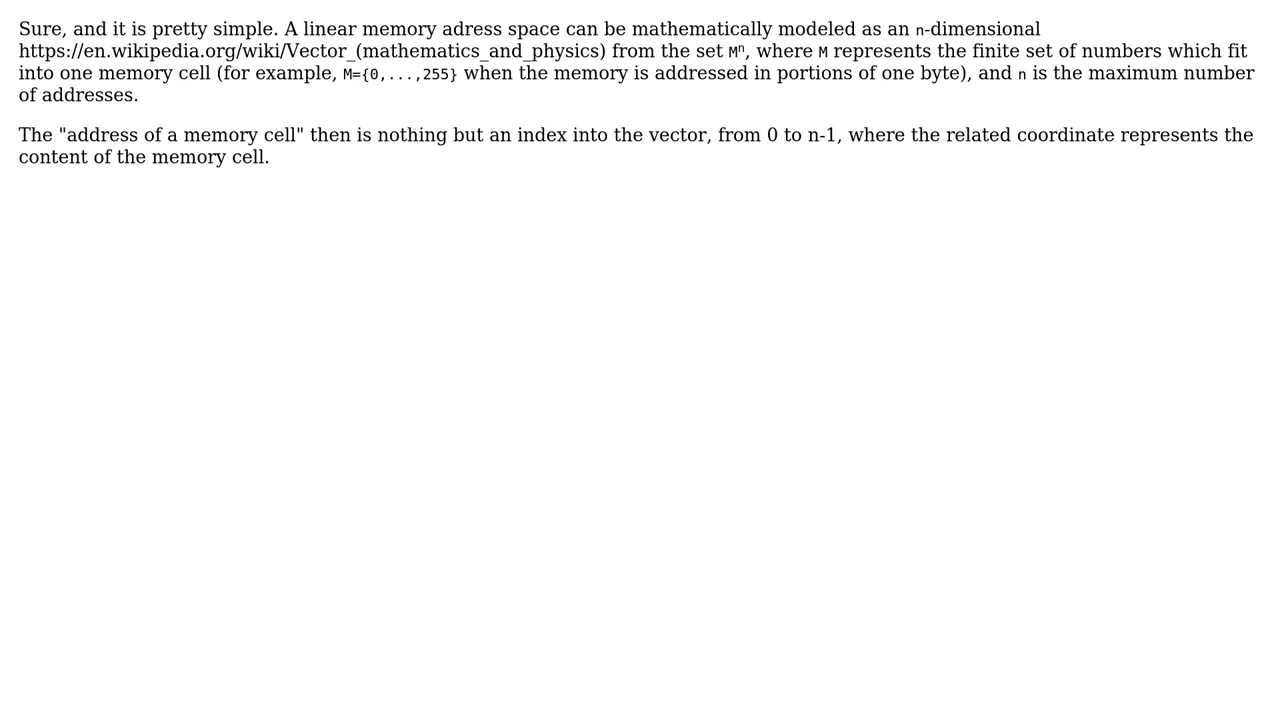 Sure, and it is pretty simple. A linear memory adress space can be mathematically modeled as an n-dimensional
https://en.wikipedia.org/wiki/Vector_(mathematics_and_physics) from the set Mⁿ, where M represents the finite set of numbers which fit
into one memory cell (for example, M={0,...,255} when the memory is addressed in portions of one byte), and n is the maximum number
of addresses.
The "address of a memory cell" then is nothing but an index into the vector, from 0 to n-1, where the related coordinate represents the
content of the memory cell.